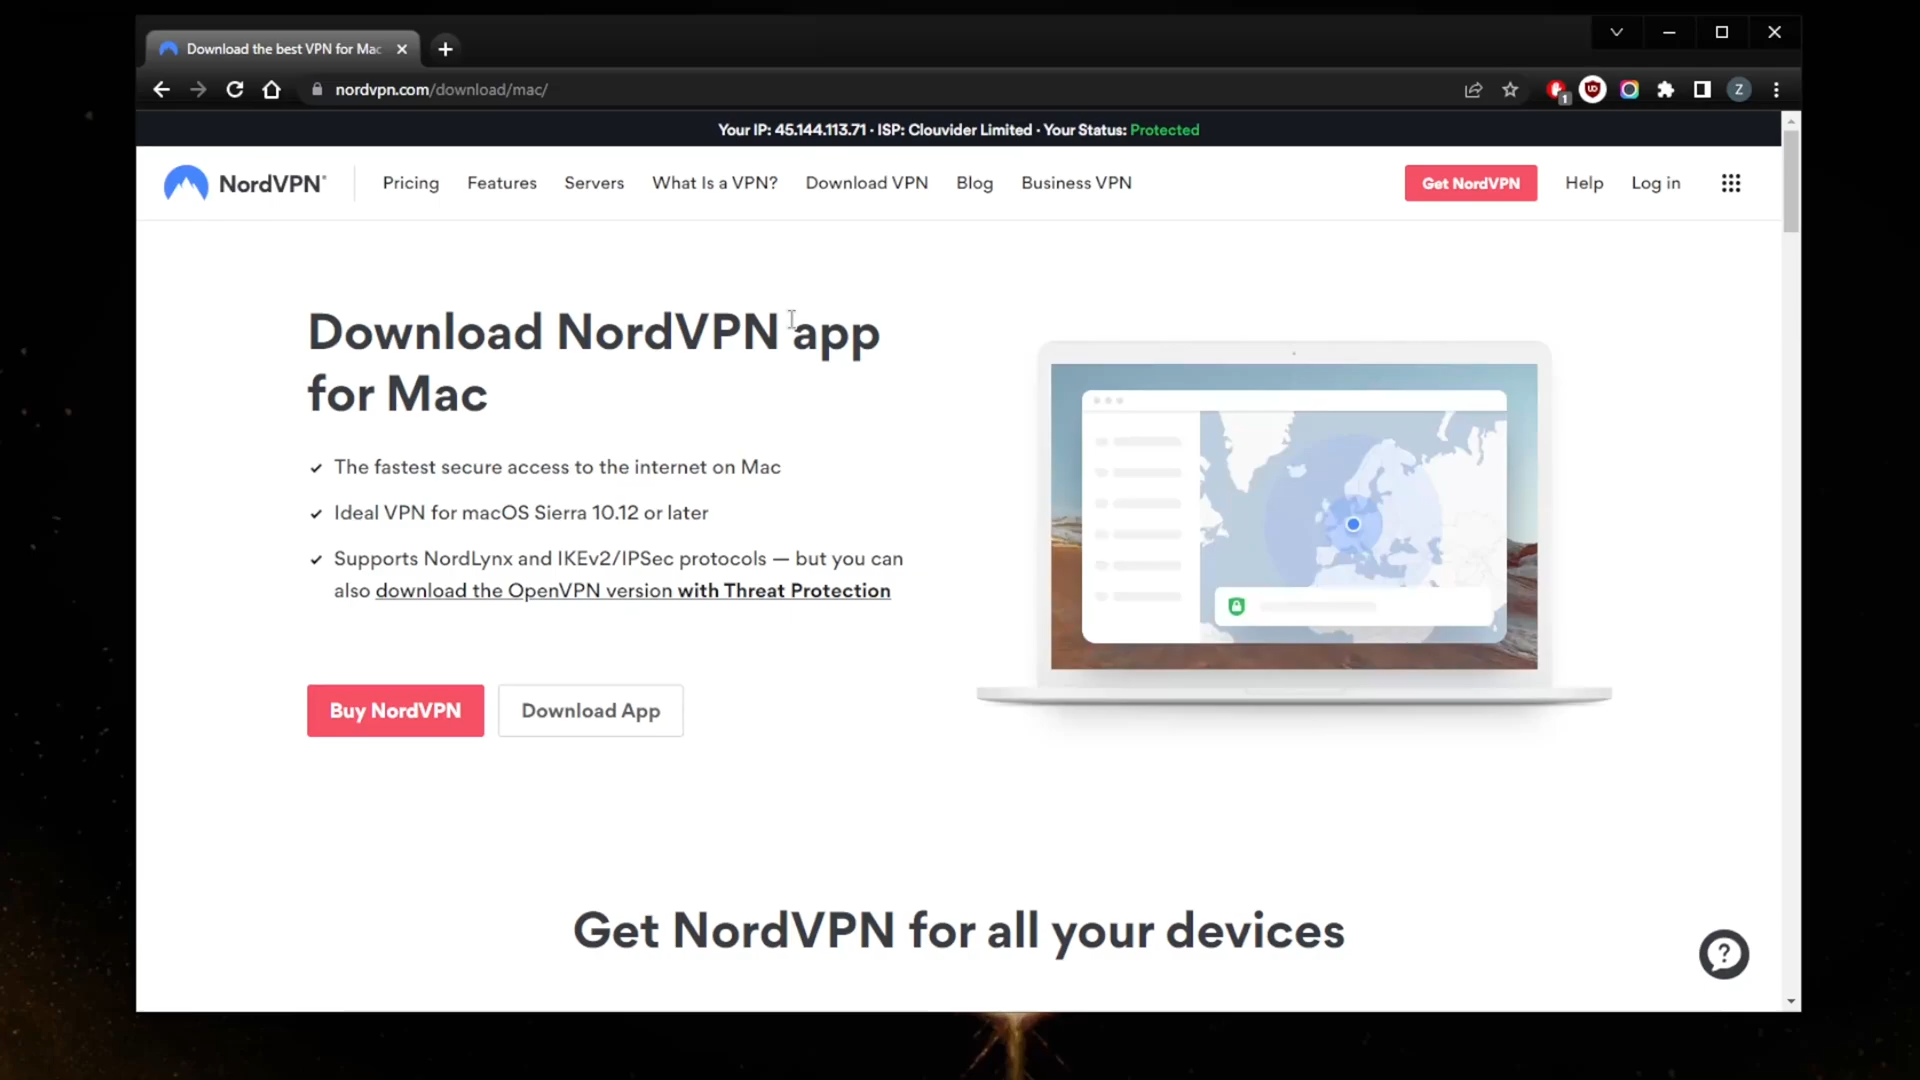 Download the best VPN for Mac
nordvpn.com/download/mac/
1
Z
Your IP: 45.144.113.71 · ISP: Clouvider Limited · Your Status: Protected
NordVPN®
Pricing
Features
Servers
What Is a VPN?
Download VPN
Blog
Business VPN
Get NordVPN
Help
Log in
Download NordVPN app
for Mac
The fastest secure access to the internet on Mac
Ideal VPN for macOS Sierra 10.12 or later
Supports NordLynx and IKEv2/IPSec protocols — but you can
also download the OpenVPN version with Threat Protection
Buy NordVPN
Download App
Get NordVPN for all your devices
?